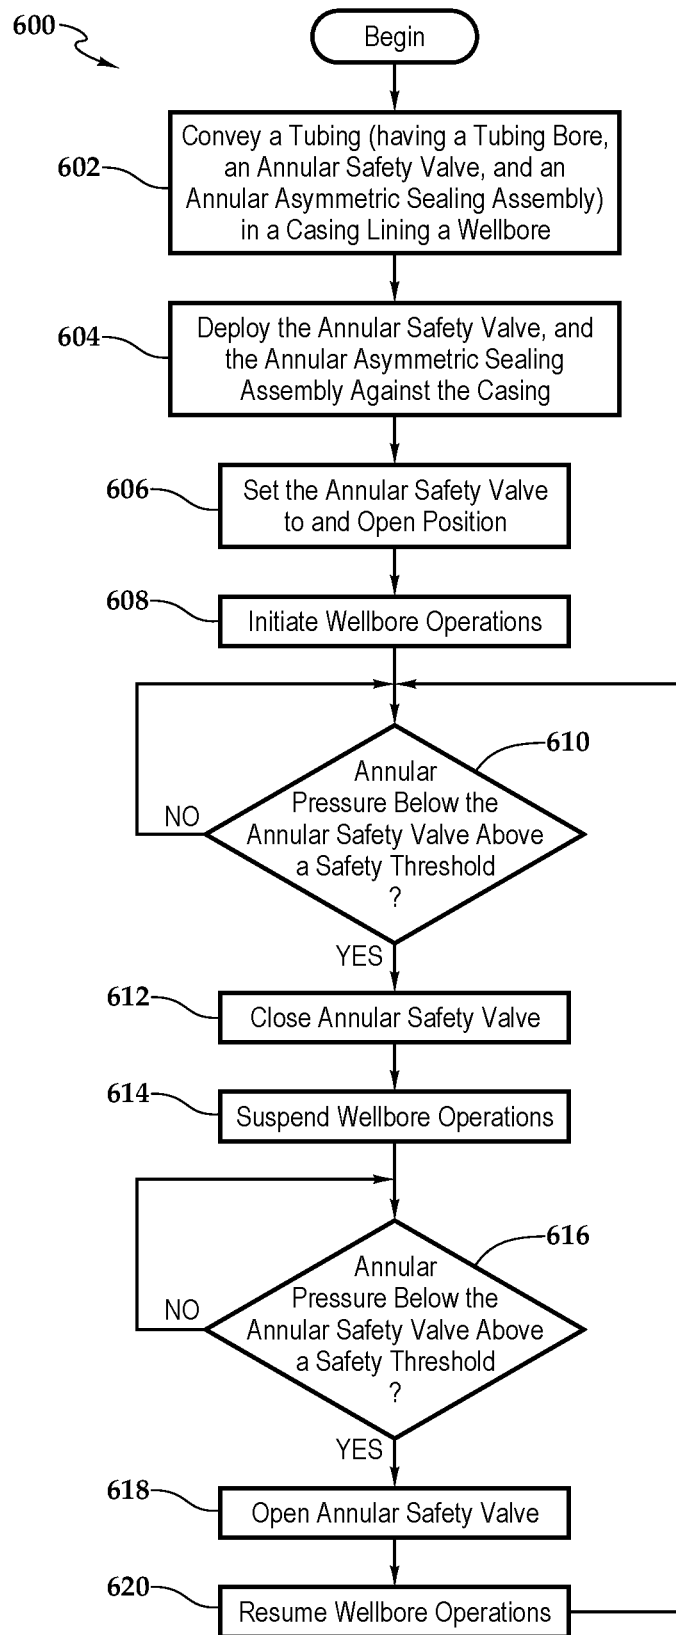 600
Begin
Convey a Tubing (having a Tubing Bore,
an Annular Safety Valve, and an
Annular Asymmetric Sealing Assembly)
in a Casing Lining a Wellbore
602
Deploy the Annular Safety Valve, and
the Annular Asymmetric Sealing
Assembly Against the Casing
604
606
Set the Annular Safety Valve
to and Open Position
608
Initiate Wellbore Operations
610
Annular
Pressure Below the
Annular Safety Valve Above
a Safety Threshold
?
NO
YES
612
Close Annular Safety Valve
614
Suspend Wellbore Operations
616
Annular
Pressure Below the
Annular Safety Valve Above
a Safety Threshold
?
NO
YES
618
Open Annular Safety Valve
620
Resume Wellbore Operations